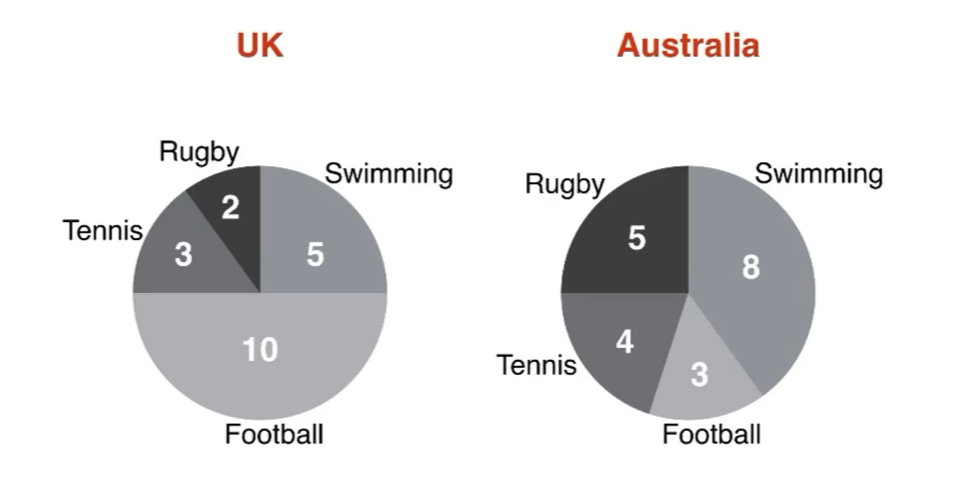 UK
Rugby
Swimming
Tennis
2
3
5
10
Football
Australia
Rugby
Swimming
5
8
4
Tennis
3
Football